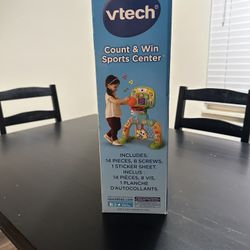 vtech
Count & Win
Sports Center
INCLUDES:
14 PIECES, 8 SCREWS,
1 STICKER SHEET.
INCLUS :
14 PIÈCES, 8 VIS,
1 PLANCHE
D'AUTOCOLLANTS.